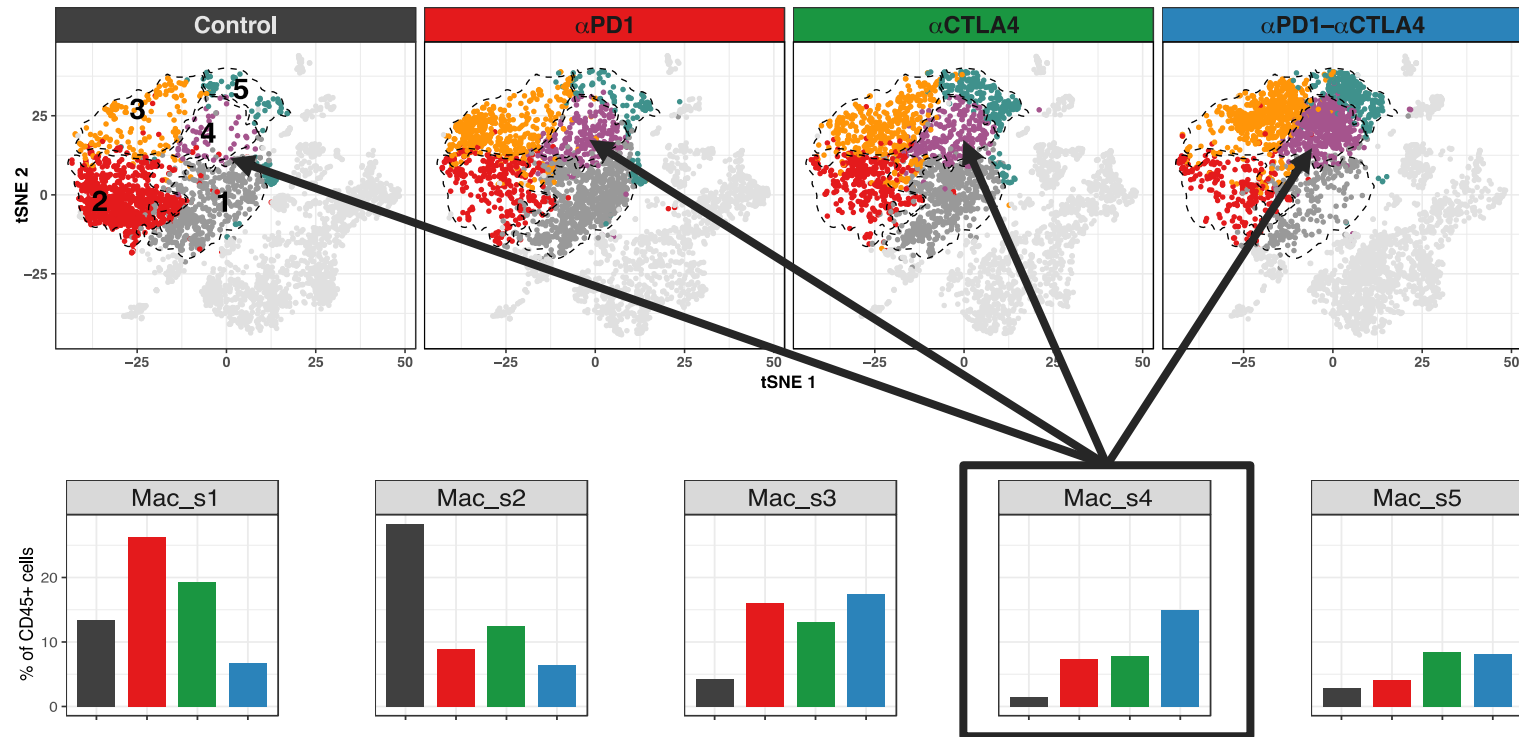 Control αPD1 αCTLA4 αPD1–αCTLA4
tSNE 2
25
0
−25
3 5
4
2 1
−25 0 25 50 −25 0 25 50 −25 0 25 50 −25 0 25 50
tSNE 1
Mac_s1 Mac_s2 Mac_s3 Mac_s4 Mac_s5
% of CD45+ cells
20
10
0